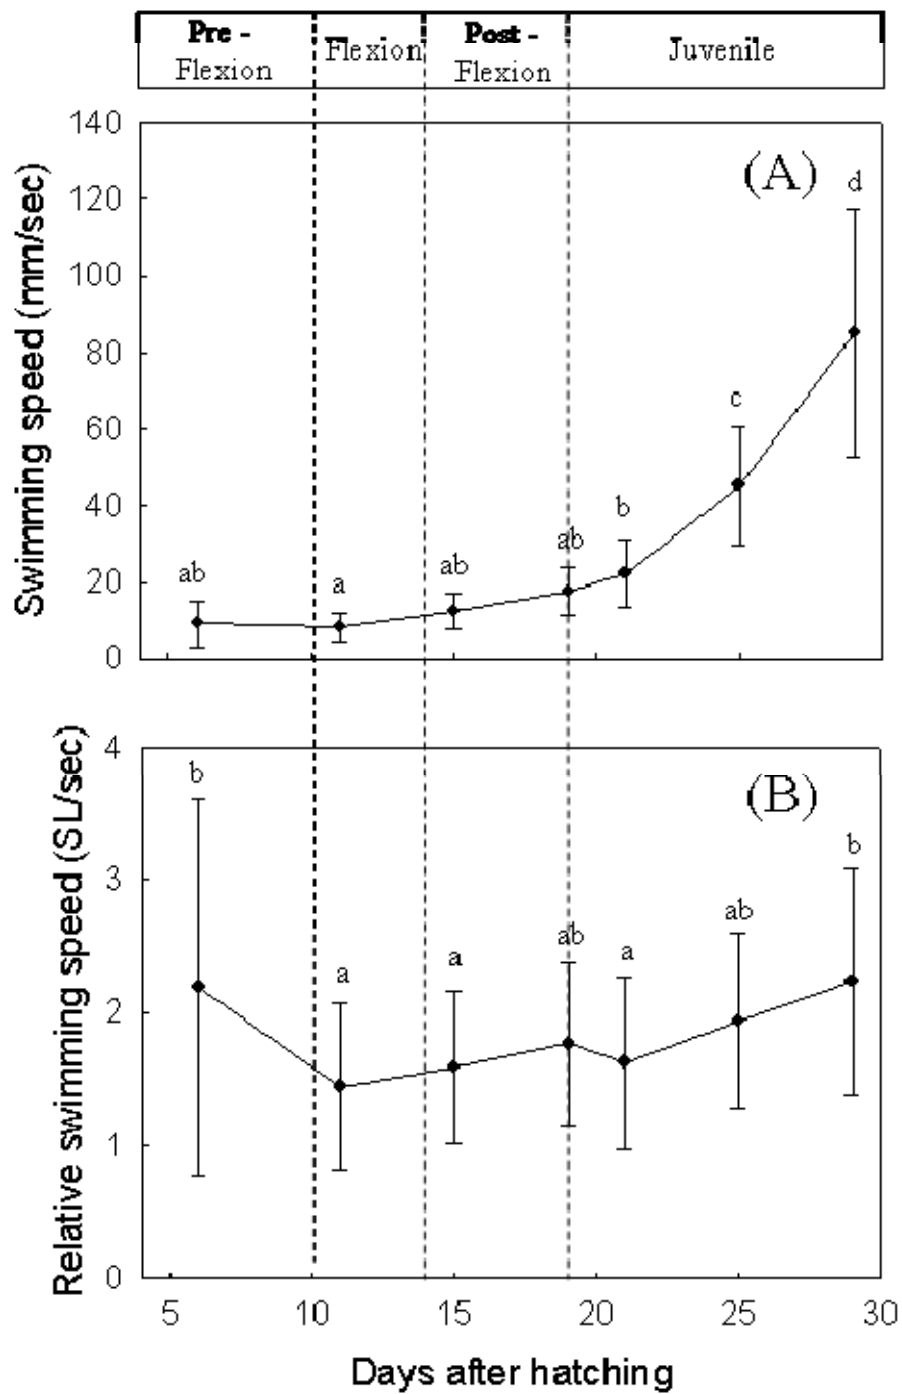 Pre -
Flexion
Flexion
Post -
Flexion
Juvenile
Swimming speed (mm/sec)
140
120
100
80
60
40
20
0
(A)
ab
a
ab
ab
b
c
d
Relative swimming speed (SL/sec)
4
3
2
1
0
(B)
b
a
a
ab
a
ab
b
5
10
15
20
25
30
Days after hatching